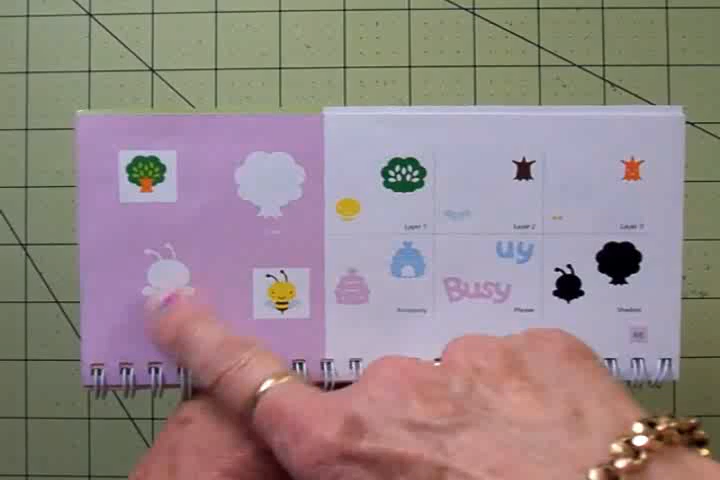 Layer 1
Layer 2
Layer 3
uy
Busy
Accessory
Phrase
Shadow